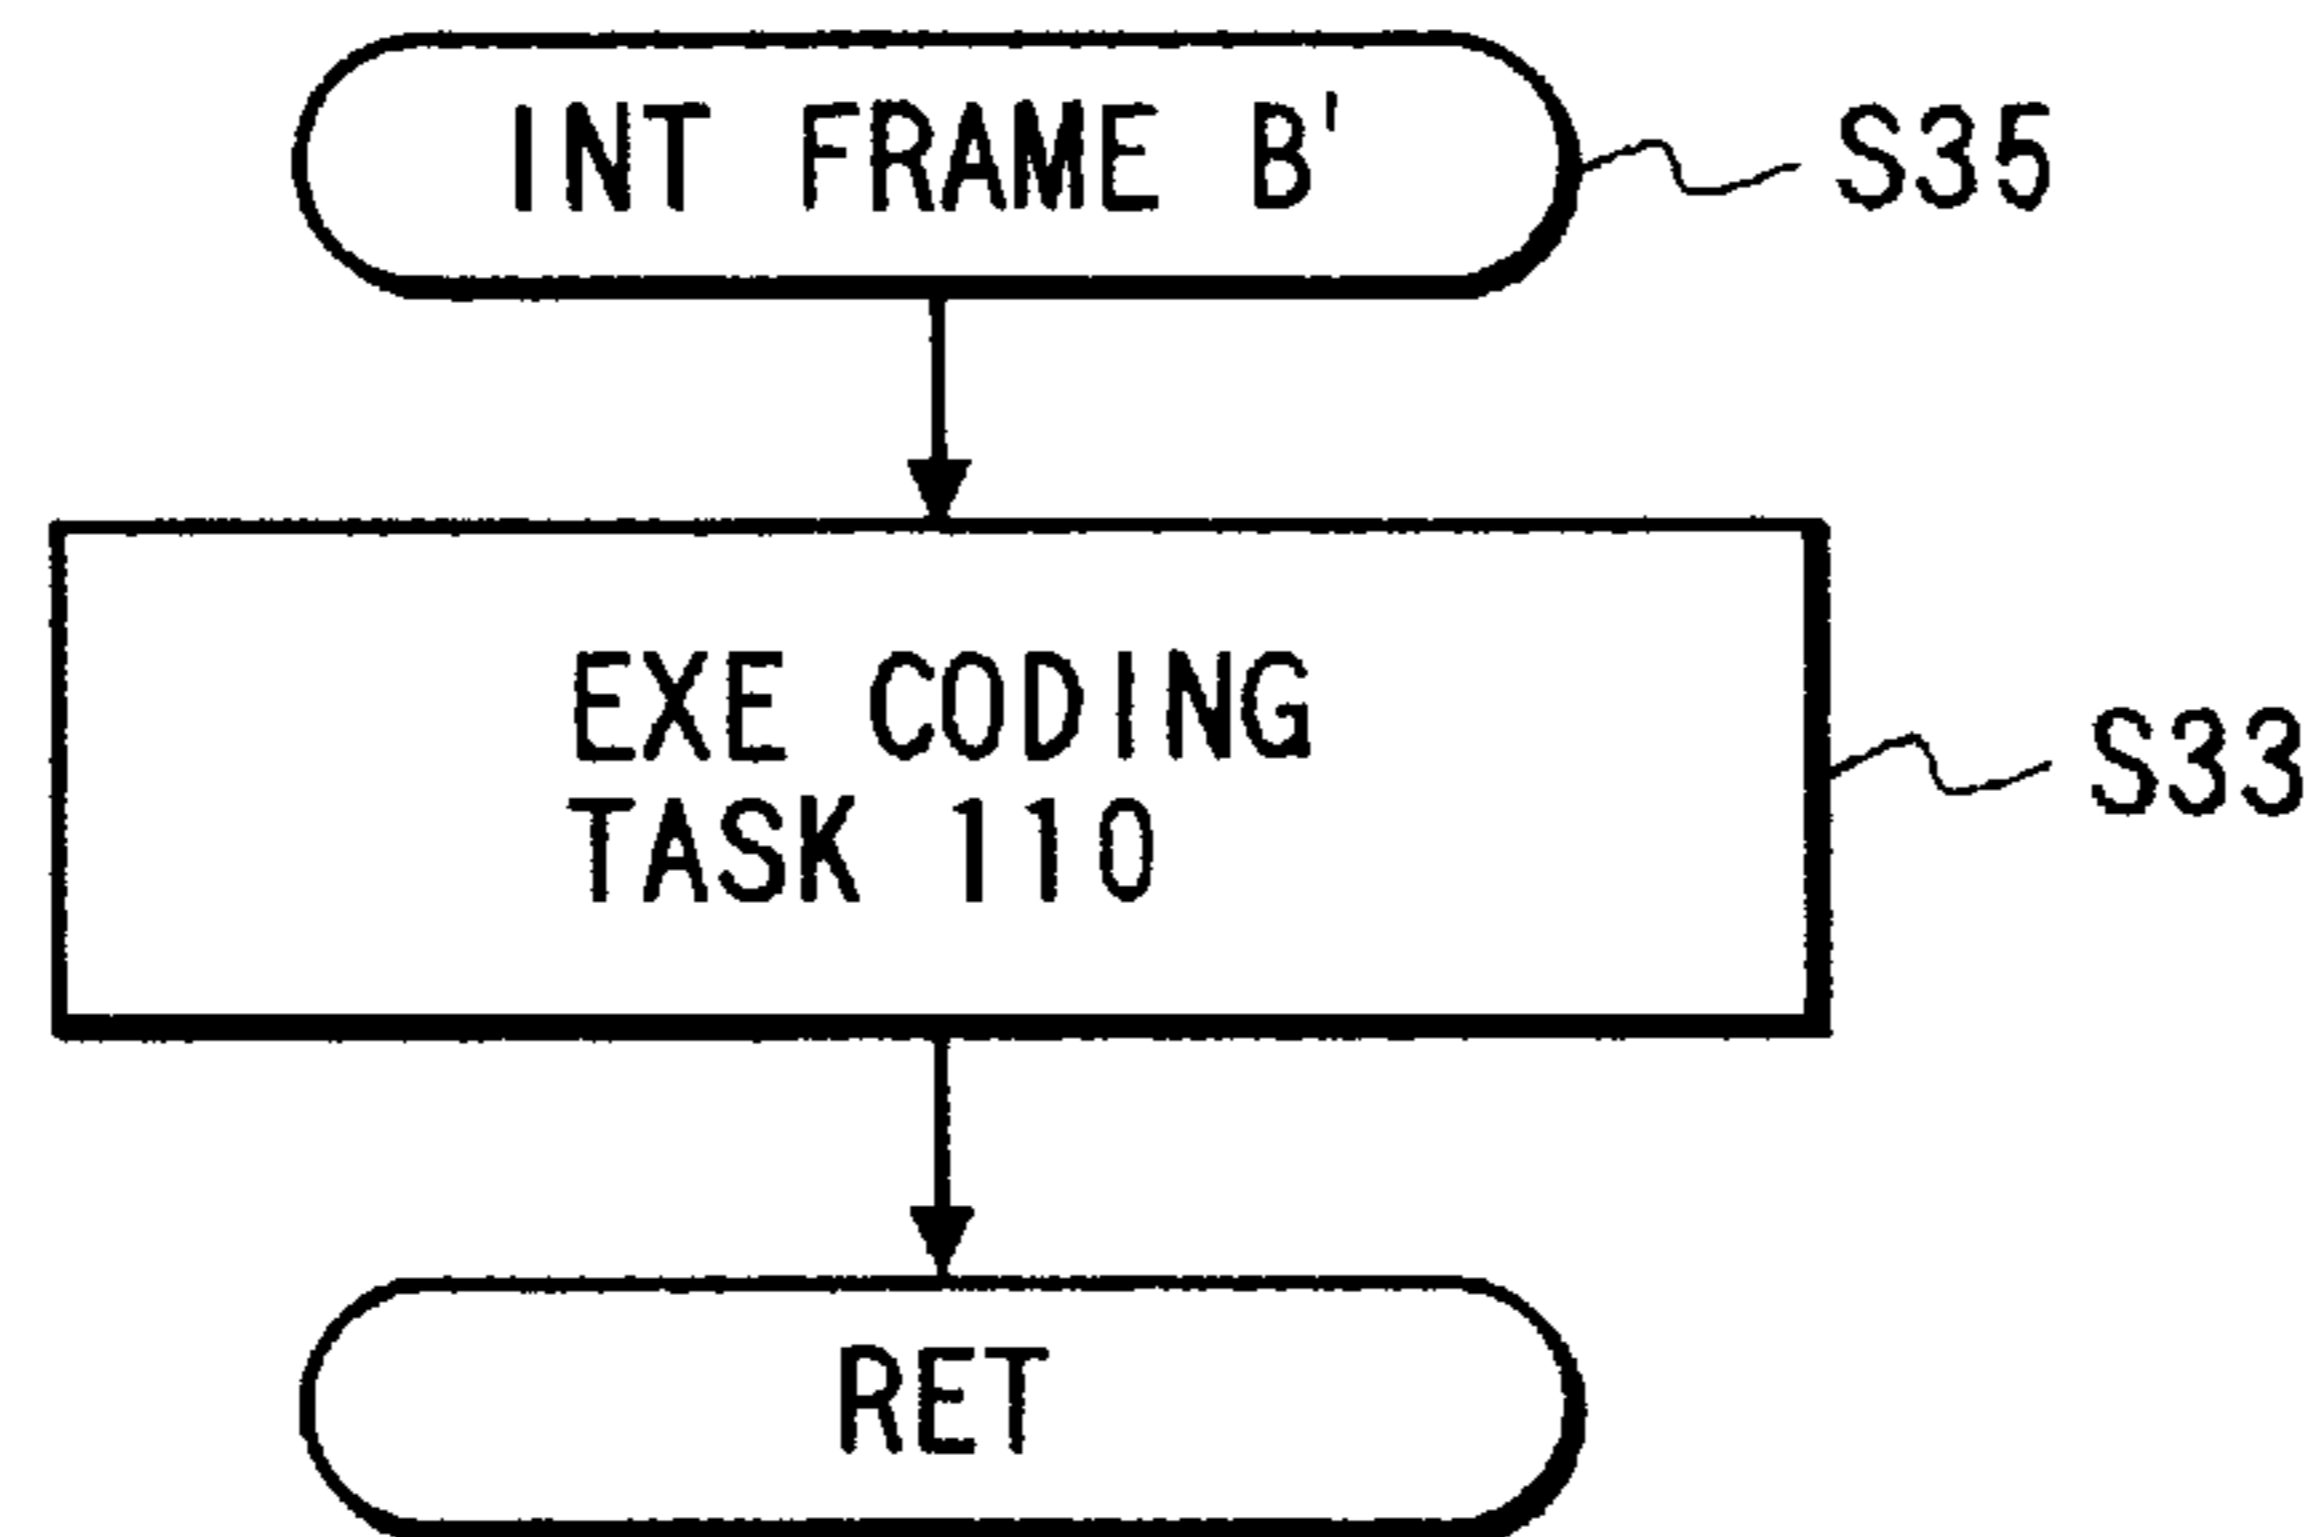 INT FRAME B'
S35
EXE CODING
TASK 110
S33
RET